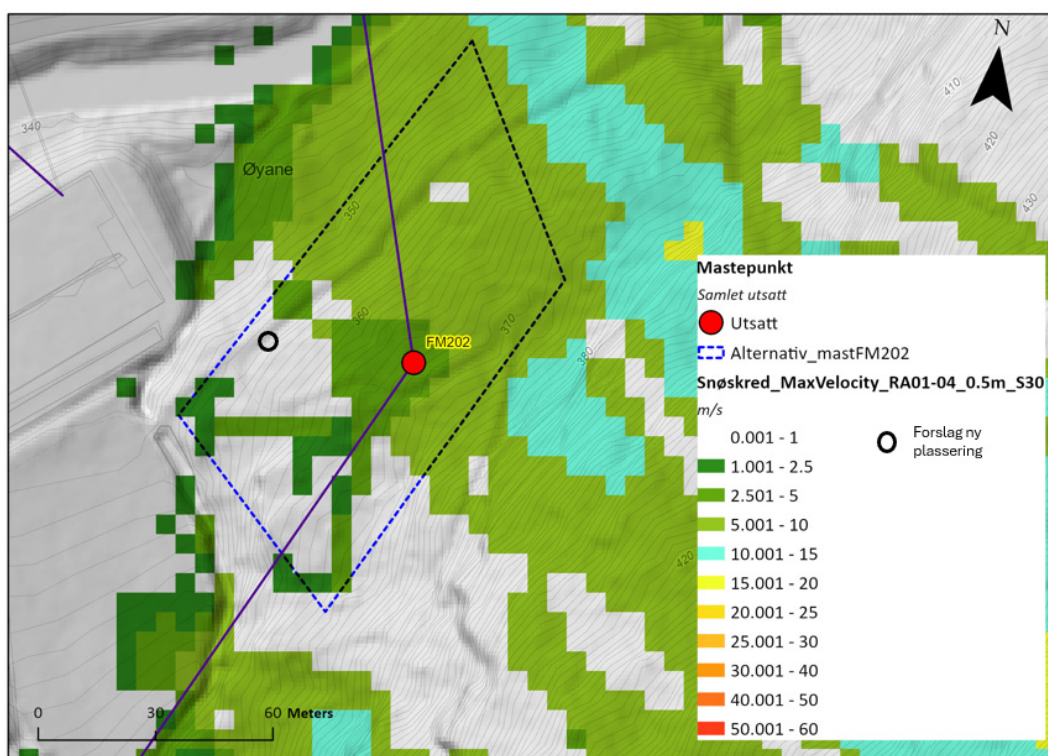 N
410
420
430
340
Øyane
350
360
FM202
370
380
420
Mastepunkt
Samlet utsatt
Utsatt
Alternativ_mastFM202
Snøskred_MaxVelocity_RA01-04_0.5m_S30
m/s
0.001 - 1
1.001 - 2.5
2.501 - 5
5.001 - 10
10.001 - 15
15.001 - 20
20.001 - 25
25.001 - 30
30.001 - 40
40.001 - 50
50.001 - 60
Forslag ny
plassering
0 30 60 Meters